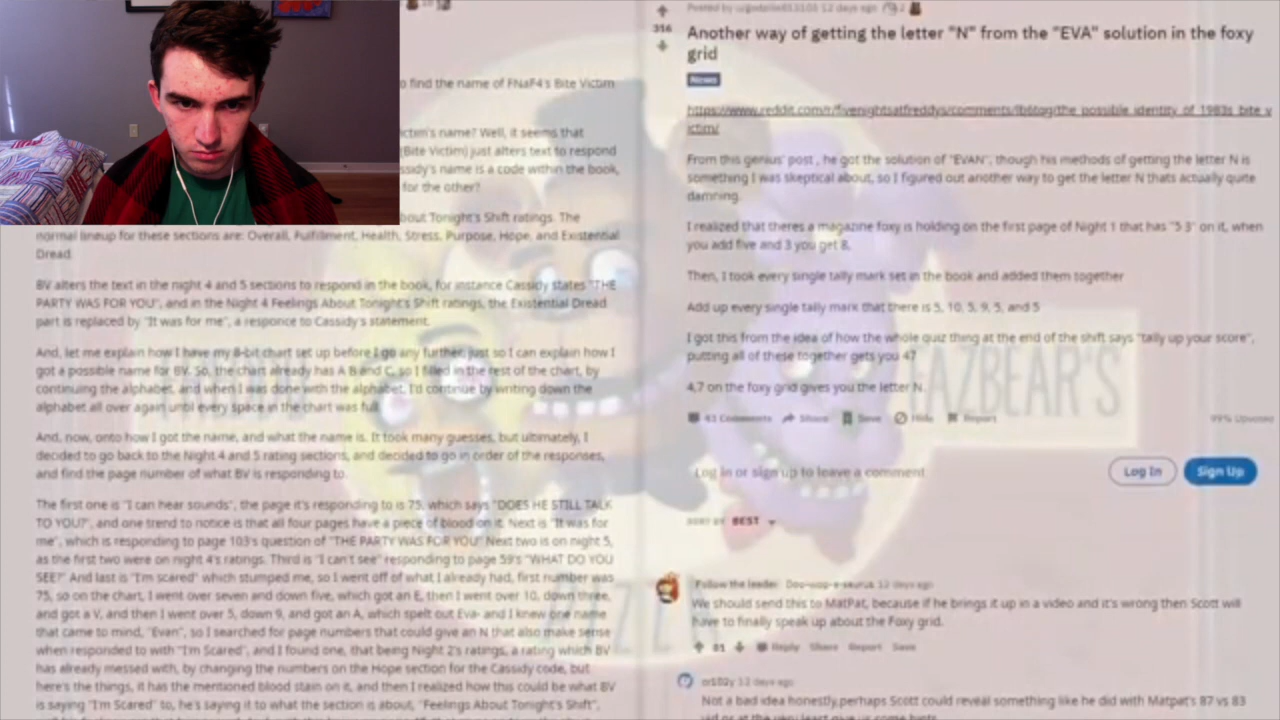 o find the name of FNaF4's Bite Victim
ictim's name? Well, it seems that
(Bite Victim) just alters text to respond
ssidy's name is a code within the book,
for the other?
bout Tonight's Shift ratings. The
normal lineup for these sections are: Overall, Fulfillment, Health, Stress, Purpose, Hope, and Existential
Dread
BV alters the text in the night 4 and 5 sections to respond in the book, for instance Cassidy states "THE
PARTY WAS FOR YOU", and in the Night 4 Feelings About Tonight's Shift ratings, the Existential Dread
part is replaced by "It was for me", a responce to Cassidy's statement.
And, let me explain how I have my 8-bit chart set up before I go any further, just so I can explain how I
got a possible name for BV. So, the chart already has A B and C, so I filled in the rest of the chart, by
continuing the alphabet, and when I was done with the alphabet, I'd continue by writing down the
alphabet all over again until every space in the chart was full.
And, now, onto how I got the name, and what the name is. It took many guesses, but ultimately, I
decided to go back to the Night 4 and 5 rating sections, and decided to go in order of the responses,
and find the page number of what BV is responding to.
The first one is "I can hear sounds", the page it's responding to is 75, which says "DOES HE STILL TALK
TO YOU?", and one trend to notice is that all four pages have a piece of blood on it. Next is "It was for
me", which is responding to page 103's question of "THE PARTY WAS FOR YOU" Next two is on night 5,
as the first two were on night 4's ratings. Third is "I can't see" responding to page 59's "WHAT DO YOU
SEE?" And last is "I'm scared" which stumped me, so I went off of what I already had, first number was
75, so on the chart, I went over seven and down five, which got an E, then I went over 10, down three,
and got a V, and then I went over 5, down 9, and got an A, which spelt out Eva- and I knew one name
that came to mind, "Evan", so I searched for page numbers that could give an N that also make sense
when responded to with "I'm Scared", and I found one, that being Night 2's ratings, a rating which BV
has already messed with, by changing the numbers on the Hope section for the Cassidy code, but
here's the things, it has the mentioned blood stain on it, and then I realized how this could be what BV
is saying "I'm Scared" to, he's saying it to what the section is about, "Feelings About Tonight's Shift",
Posted by 12 days ago
316
Another way of getting the letter "N" from the "EVA" solution in the foxy
grid
News
https://www.reddit.com/r/fivenightsatfreddys/comments/lb6tog/the_possible_identity_of_1983s_bite_v
ictim/
From this genius' post , he got the solution of "EVAN", though his methods of getting the letter N is
something I was skeptical about, so I figured out another way to get the letter N thats actually quite
damning.
I realized that theres a magazine foxy is holding on the first page of Night 1 that has "5 3" on it, when
you add five and 3 you get 8.
Then, I took every single tally mark set in the book and added them together
Add up every single tally mark that there is 5, 10, 5, 9, 5, and 5
I got this from the idea of how the whole quiz thing at the end of the shift says "tally up your score",
putting all of these together gets you 47
4,7 on the foxy grid gives you the letter N.
FAZBEAR'S
43 Comments Share Save Hide Report 99% Upvoted
Log in or sign up to leave a comment
Log In
Sign Up
SORT BY BEST
Follow the leader Doo-wop-a-saurus 12 days ago
We should send this to MatPat, because if he brings it up in a video and it's wrong then Scott will
have to finally speak up about the Foxy grid.
81 Reply Share Report Save
12 days ago
Not a bad idea honestly,perhaps Scott could reveal something like he did with Matpat's 87 vs 83